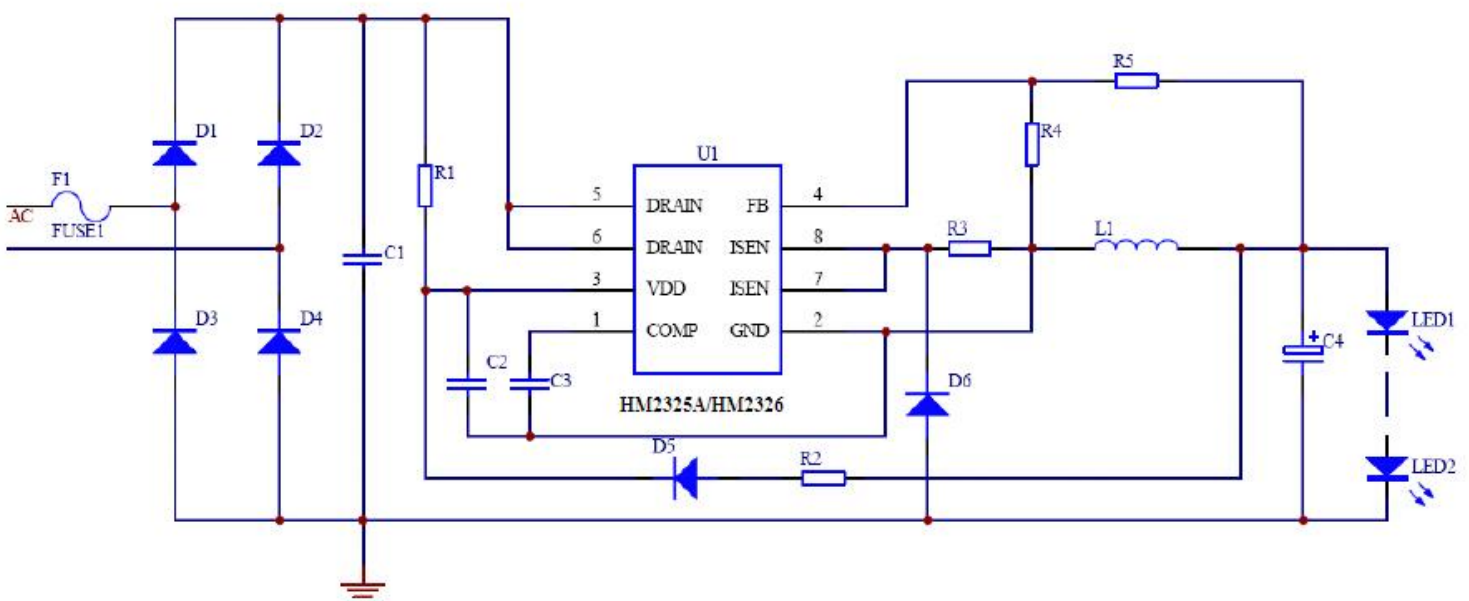 R5
D1
D2
R4
U1
F1
R1
5
DRAIN
FB
4
AC
FUSE1
R3
L1
6
DRAIN
ISEN
8
C1
3
VDD
ISEN
7
D3
D4
1
COMP
GND
2
LED1
C4
+
C2
C3
D6
HM2325A/HM2326
D5
R2
LED2